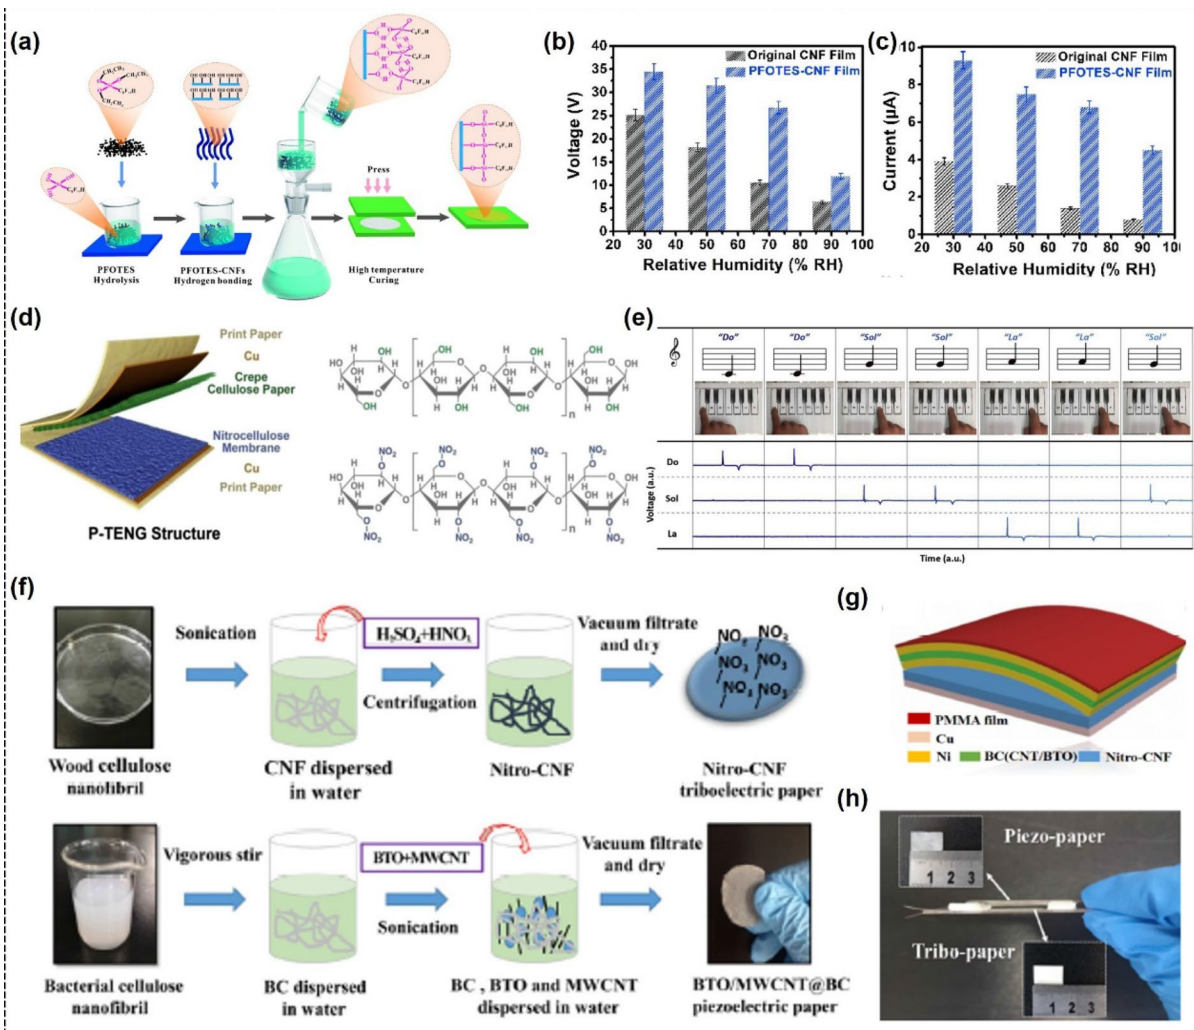 (a)
PFOTES
Hydrolysis
PFOTES-CNFs
Hydrogen bonding
Press
High temperature
Curing
(b)
Voltage (V)
40
35
30
25
20
15
10
5
0
Original CNF Film
PFOTES-CNF Film
20 30 40 50 60 70 80 90 100
Relative Humidity (% RH)
(c)
Current (μA)
10
8
6
4
2
0
Original CNF Film
PFOTES-CNF Film
20 30 40 50 60 70 80 90 100
Relative Humidity (% RH)
(d)
Print Paper
Cu
Crepe
Cellulose Paper
Nitrocellulose
Membrane
Cu
Print Paper
P-TENG Structure
(e)
"Do" "Do" "Sol" "Sol" "La" "La" "Sol"
Voltage (a.u.)
Do
Sol
La
Time (a.u.)
(f)
Wood cellulose
nanofibril
Sonication
CNF dispersed
in water
H2SO4+HNO3
Centrifugation
Nitro-CNF
Vacuum filtrate
and dry
NO2 NO2
NO3 NO3
NO3 NO3
Nitro-CNF
triboelectric paper
Bacterial cellulose
nanofibril
Vigorous stir
BC dispersed
in water
BTO+MWCNT
Sonication
BC , BTO and MWCNT
dispersed in water
Vacuum filtrate
and dry
BTO/MWCNT@BC
piezoelectric paper
(g)
PMMA film
Cu
Ni BC(CNT/BTO) Nitro-CNF
(h)
Piezo-paper
1 2 3
Tribo-paper
1 2 3